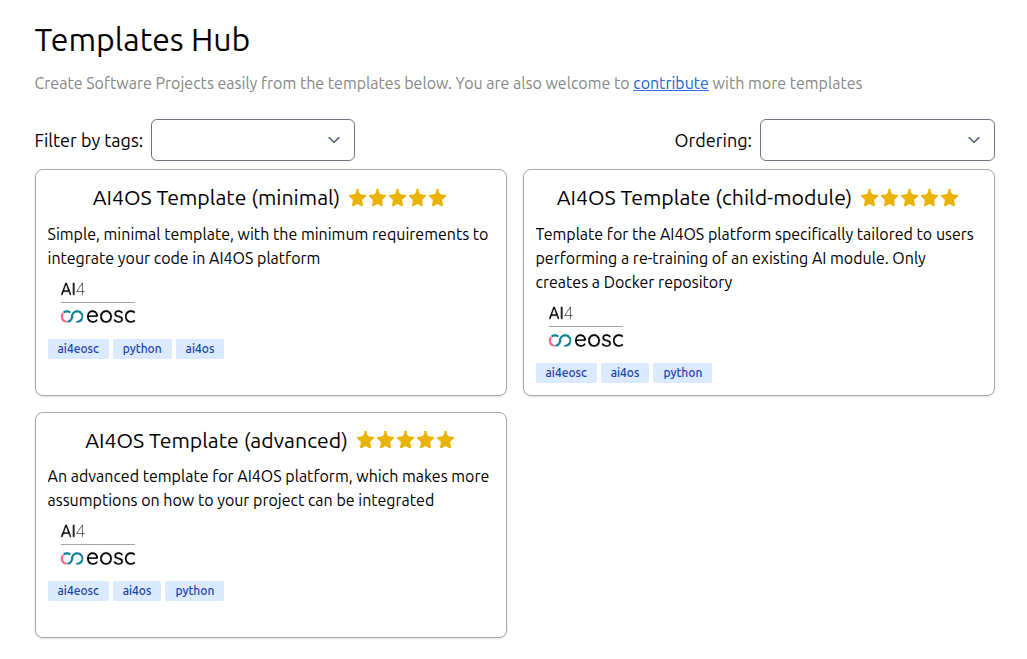 Templates Hub
Create Software Projects easily from the templates below. You are also welcome to contribute with more templates
Filter by tags:
Ordering:
AI4OS Template (minimal)
Simple, minimal template, with the minimum requirements to
integrate your code in AI4OS platform
AI4
eosc
ai4eosc python ai4os
AI4OS Template (child-module)
Template for the AI4OS platform specifically tailored to users
performing a re-training of an existing AI module. Only
creates a Docker repository
AI4
eosc
ai4eosc ai4os python
AI4OS Template (advanced)
An advanced template for AI4OS platform, which makes more
assumptions on how to your project can be integrated
AI4
eosc
ai4eosc ai4os python